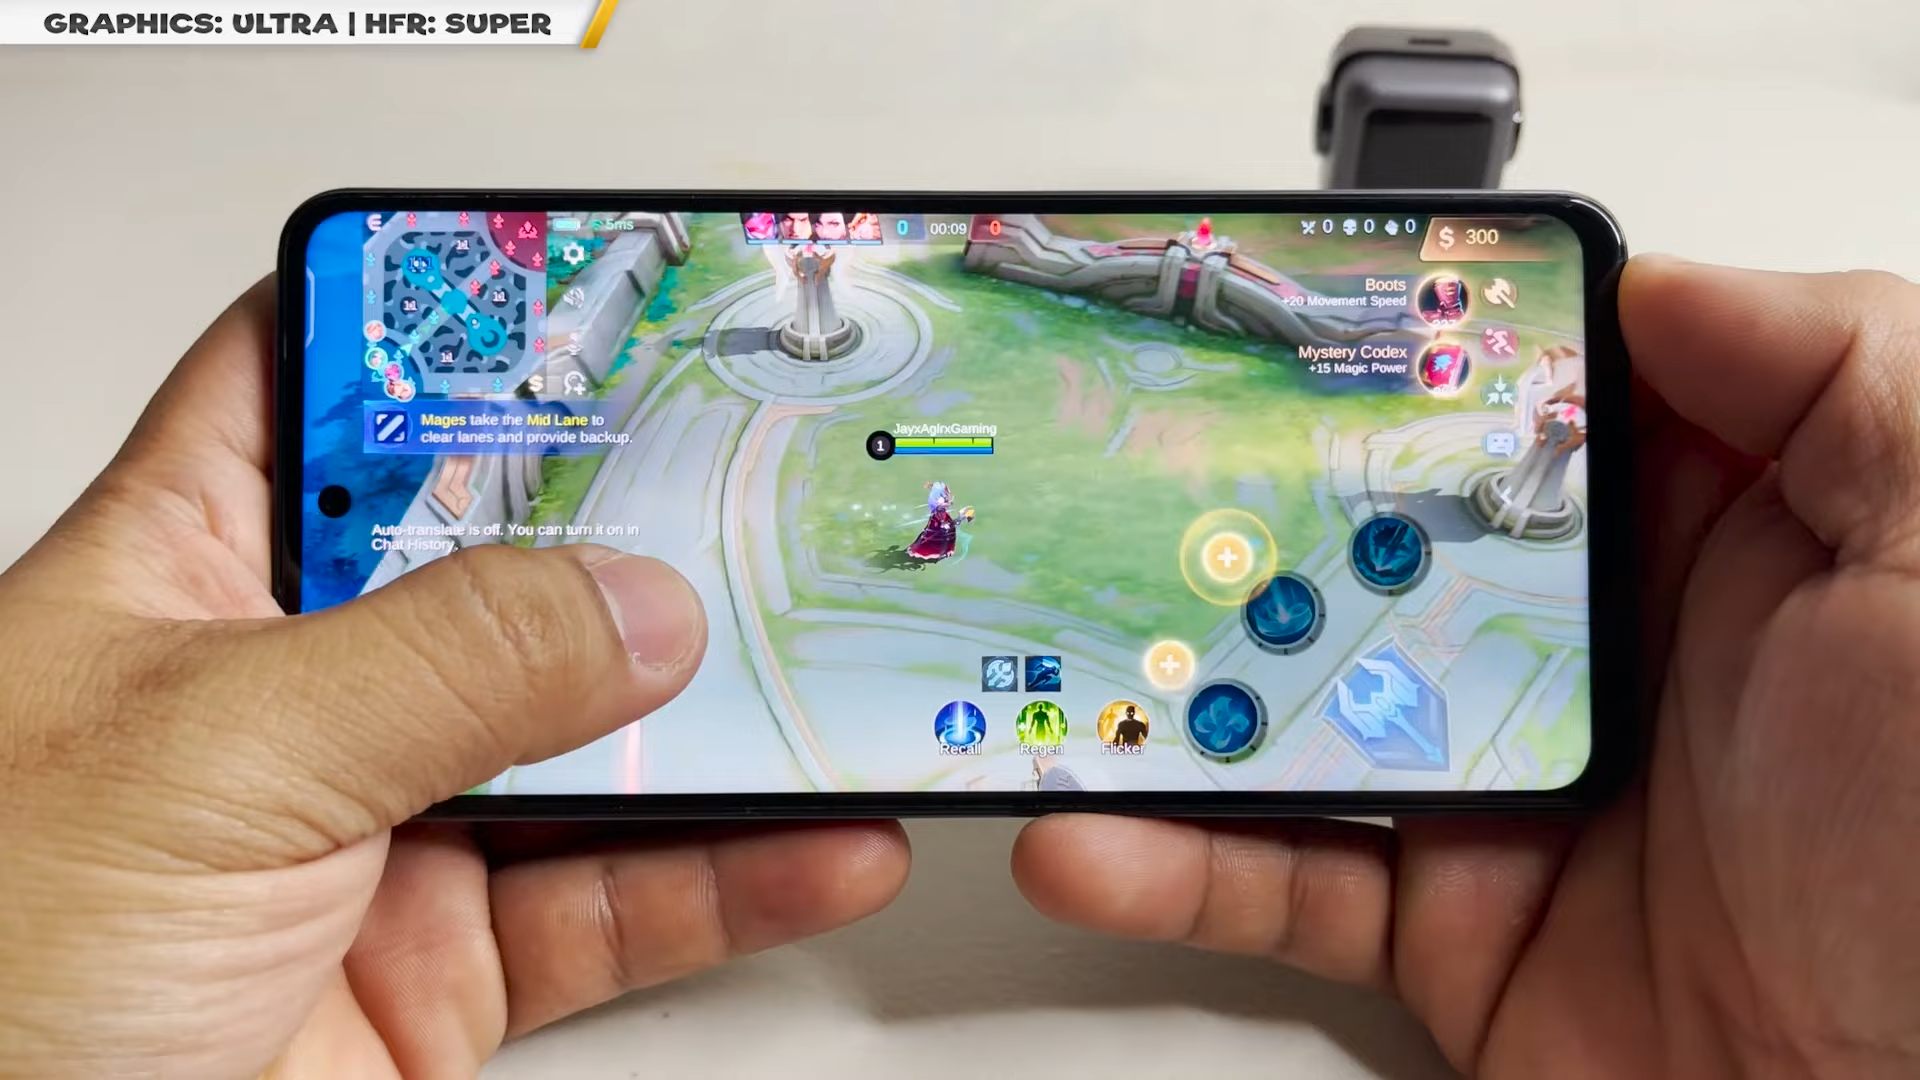 GRAPHICS: ULTRA | HFR: SUPER
5ms
0 00:09 0
0 0 0
$ 300
Boots
+20 Movement Speed
Mystery Codex
+15 Magic Power
Mages take the Mid Lane to
clear lanes and provide backup.
JayxAglrxGaming
1
Auto-translate is off. You can turn it on in
Chat History.
Recall Regen Flicker